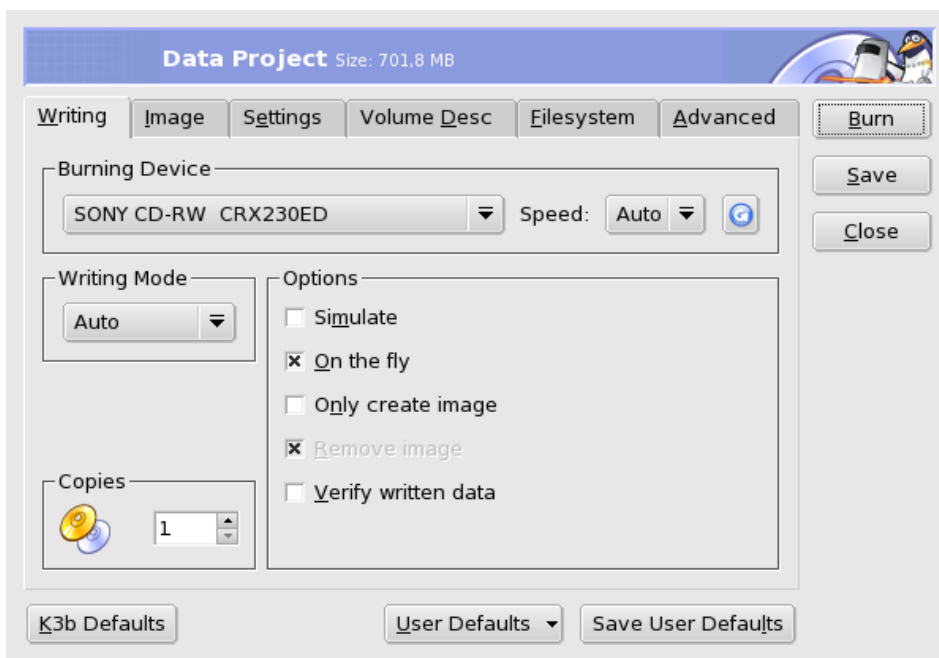 Data Project Size: 701,8 MB
Writing Image Settings Volume Desc Filesystem Advanced
Burn
Save
Close
Burning Device
SONY CD-RW CRX230ED Speed: Auto
Writing Mode
Auto
Options
Simulate
On the fly
Only create image
Remove image
Verify written data
Copies
1
K3b Defaults User Defaults Save User Defaults